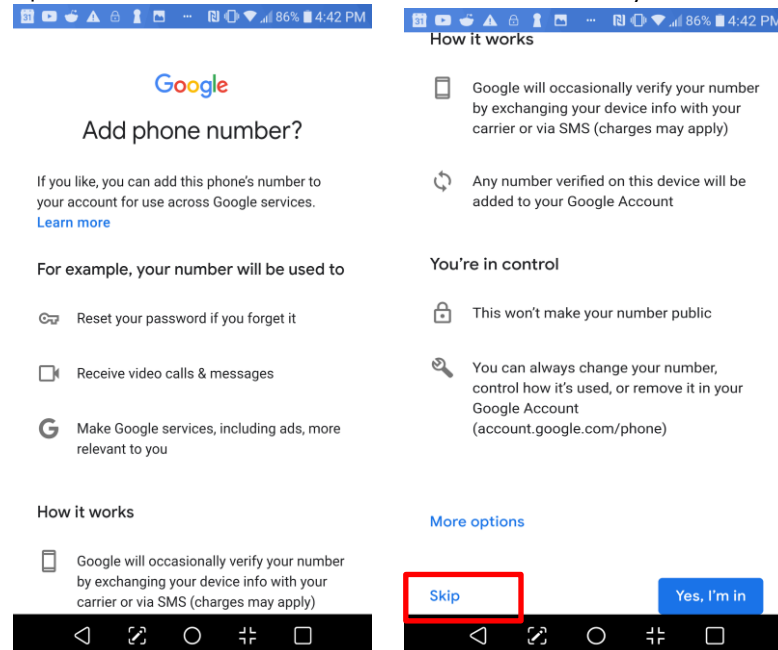 31 86% 4:42 PM
Google
Add phone number?
If you like, you can add this phone's number to
your account for use across Google services.
Learn more
For example, your number will be used to
Reset your password if you forget it
Receive video calls & messages
G Make Google services, including ads, more
relevant to you
How it works
Google will occasionally verify your number
by exchanging your device info with your
carrier or via SMS (charges may apply)
31 86% 4:42 PM
How it works
Google will occasionally verify your number
by exchanging your device info with your
carrier or via SMS (charges may apply)
Any number verified on this device will be
added to your Google Account
You're in control
This won't make your number public
You can always change your number,
control how it's used, or remove it in your
Google Account
(account.google.com/phone)
More options
Skip
Yes, I'm in